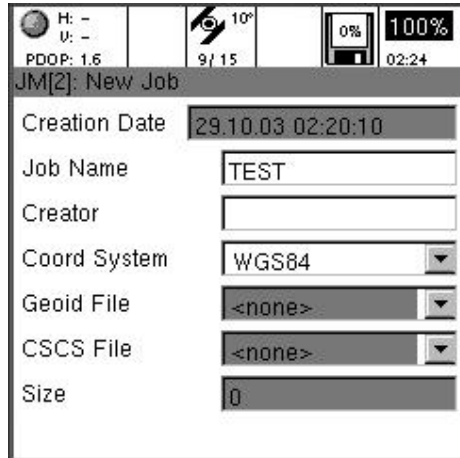 H: -
V: -
PDOP: 1.6
10°
9/15
0%
100%
02:24
JM[2]: New Job
Creation Date 29.10.03 02:20:10
Job Name TEST
Creator
Coord System WGS84
Geoid File <none>
CSCS File <none>
Size 0